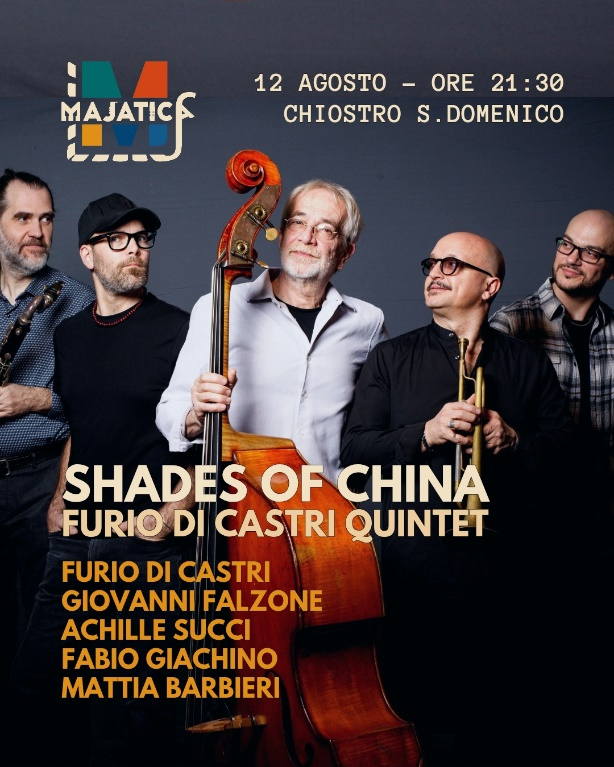 MAJATICA
12 AGOSTO – ORE 21:30
CHIOSTRO S.DOMENICO
SHADES OF CHINA
FURIO DI CASTRI QUINTET
FURIO DI CASTRI
GIOVANNI FALZONE
ACHILLE SUCCI
FABIO GIACHINO
MATTIA BARBIERI